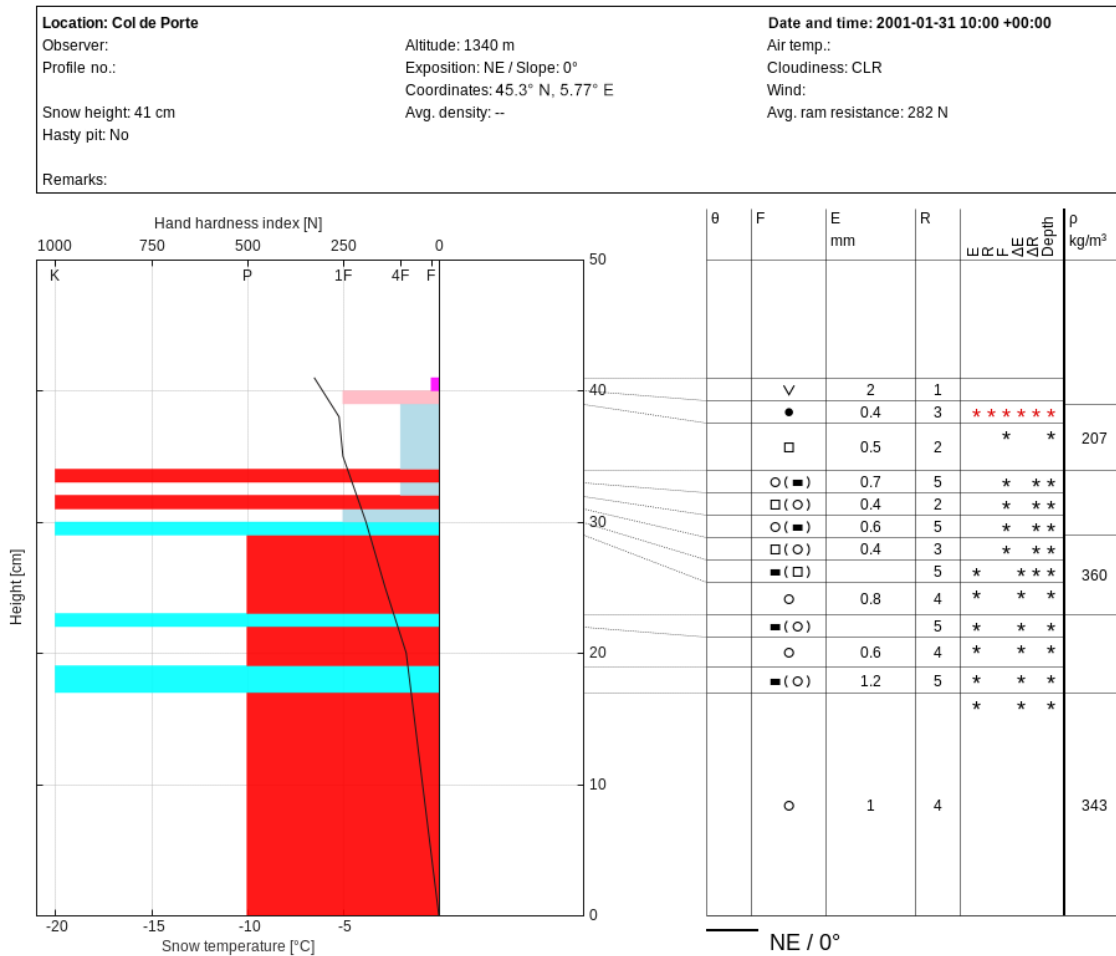 Location: Col de Porte
Date and time: 2001-01-31 10:00 +00:00
Observer:
Altitude: 1340 m
Air temp.:
Profile no.:
Exposition: NE / Slope: 0°
Cloudiness: CLR
Coordinates: 45.3° N, 5.77° E
Wind:
Snow height: 41 cm
Avg. density: --
Avg. ram resistance: 282 N
Hasty pit: No
Remarks:
Hand hardness index [N]
1000 750 500 250 0
K P 1F 4F F
Height [cm]
50
40
30
20
10
0
-20 -15 -10 -5
Snow temperature [°C]
θ F E R E R F ΔE ΔR Depth ρ
mm kg/m³
∨ 2 1
● 0.4 3 * * * * * *
□ 0.5 2 * * 207
○ ( ▬ ) 0.7 5 * * *
□ ( ○ ) 0.4 2 * * *
○ ( ▬ ) 0.6 5 * * *
□ ( ○ ) 0.4 3 * * *
▬ ( □ ) 5 * * * * 360
○ 0.8 4 * * *
▬ ( ○ ) 5 * * *
○ 0.6 4 * * *
▬ ( ○ ) 1.2 5 * * *
* * *
○ 1 4 343
NE / 0°